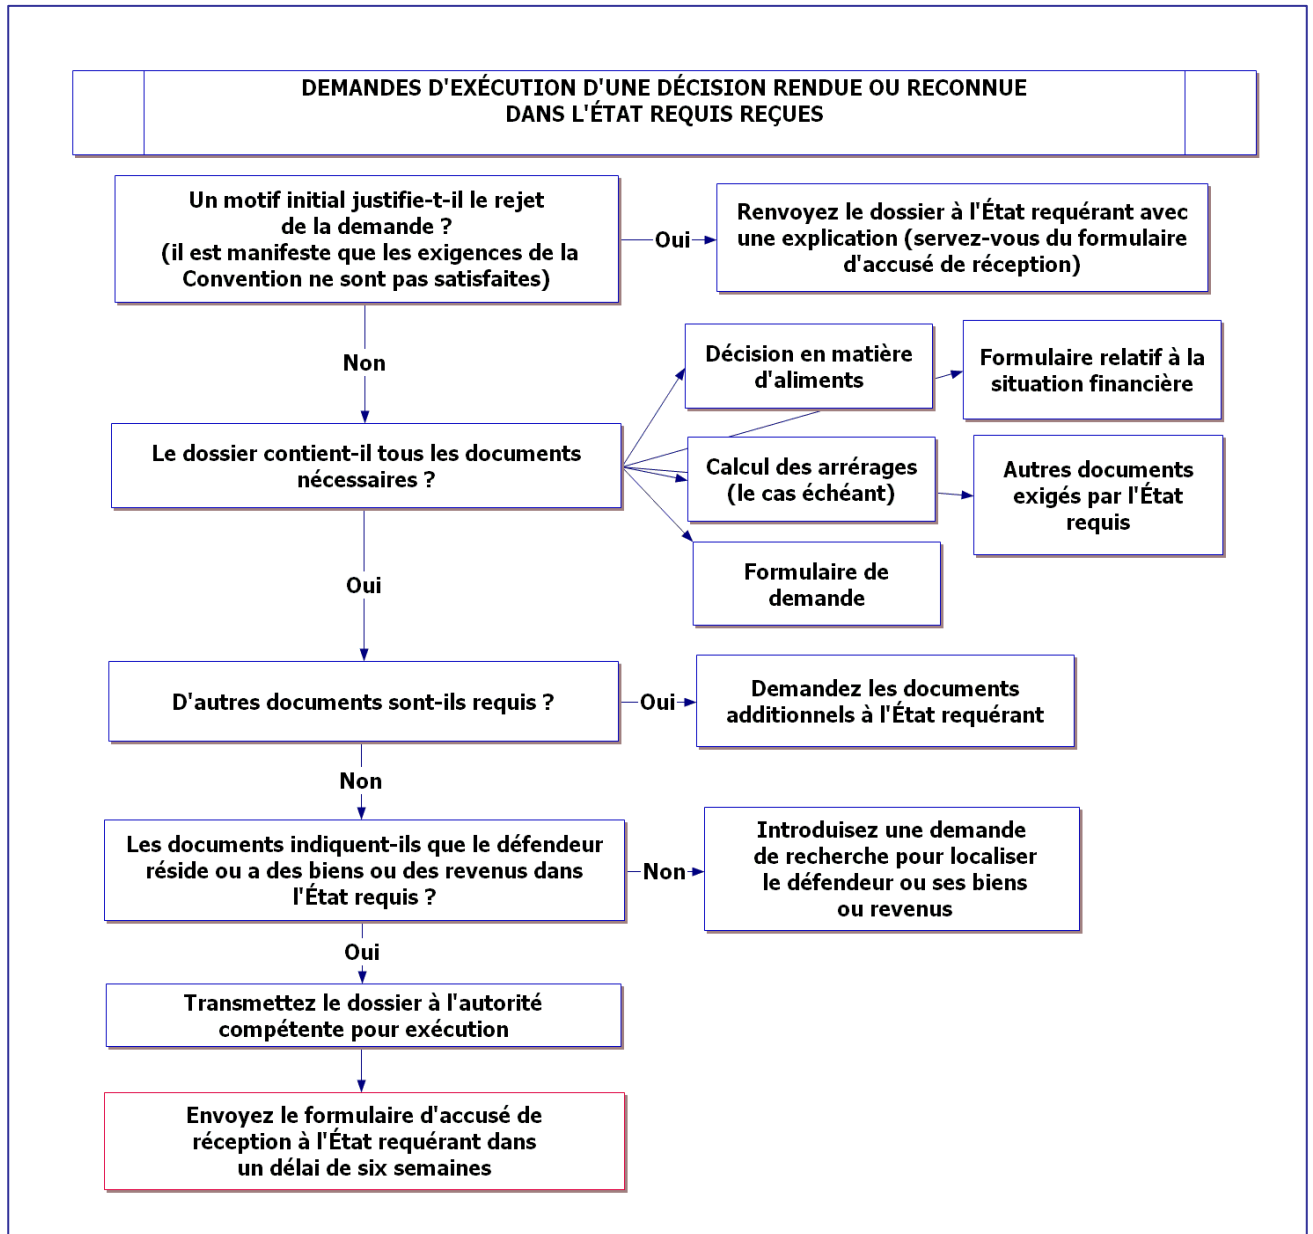 DEMANDES D'EXÉCUTION D'UNE DÉCISION RENDUE OU RECONNUE
DANS L'ÉTAT REQUIS REÇUES
Un motif initial justifie-t-il le rejet
de la demande ?
(il est manifeste que les exigences de la
Convention ne sont pas satisfaites)
Oui
Renvoyez le dossier à l'État requérant avec
une explication (servez-vous du formulaire
d'accusé de réception)
Non
Le dossier contient-il tous les documents
nécessaires ?
Décision en matière
d'aliments
Formulaire relatif à la
situation financière
Calcul des arrérages
(le cas échéant)
Autres documents
exigés par l'État
requis
Formulaire de
demande
Oui
D'autres documents sont-ils requis ?
Oui
Demandez les documents
additionnels à l'État requérant
Non
Les documents indiquent-ils que le défendeur
réside ou a des biens ou des revenus dans
l'État requis ?
Non
Introduisez une demande
de recherche pour localiser
le défendeur ou ses biens
ou revenus
Oui
Transmettez le dossier à l'autorité
compétente pour exécution
Envoyez le formulaire d'accusé de
réception à l'État requérant dans
un délai de six semaines